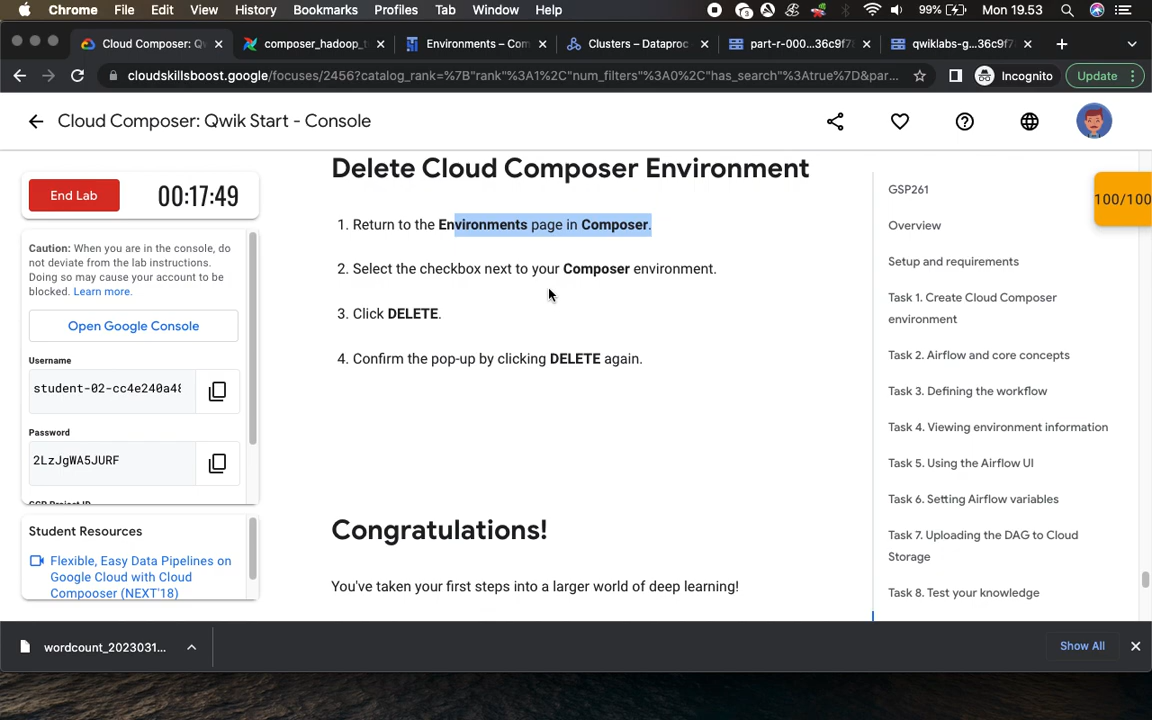 Chrome File Edit View History Bookmarks Profiles Tab Window Help 3 99% Mon 19.53
Cloud Composer: Q
composer_hadoop_t
Environments – Com
Clusters – Dataproc
part-r-000...36c9f7
qwiklabs-g...36c9f7
cloudskillsboost.google/focuses/2456?catalog_rank=%7B"rank"%3A1%2C"num_filters"%3A0%2C"has_search"%3Atrue%7D&par...
Incognito
Update
Cloud Composer: Qwik Start - Console
End Lab
00:17:49
Caution: When you are in the console, do
not deviate from the lab instructions.
Doing so may cause your account to be
blocked. Learn more.
Open Google Console
Username
student-02-cc4e240a48
Password
2LzJgWA5JURF
GCP Project ID
Student Resources
Flexible, Easy Data Pipelines on
Google Cloud with Cloud
Compooser (NEXT'18)
Delete Cloud Composer Environment
1. Return to the Environments page in Composer.
2. Select the checkbox next to your Composer environment.
3. Click DELETE.
4. Confirm the pop-up by clicking DELETE again.
Congratulations!
You've taken your first steps into a larger world of deep learning!
100/100
GSP261
Overview
Setup and requirements
Task 1. Create Cloud Composer
environment
Task 2. Airflow and core concepts
Task 3. Defining the workflow
Task 4. Viewing environment information
Task 5. Using the Airflow UI
Task 6. Setting Airflow variables
Task 7. Uploading the DAG to Cloud
Storage
Task 8. Test your knowledge
wordcount_2023031...
Show All